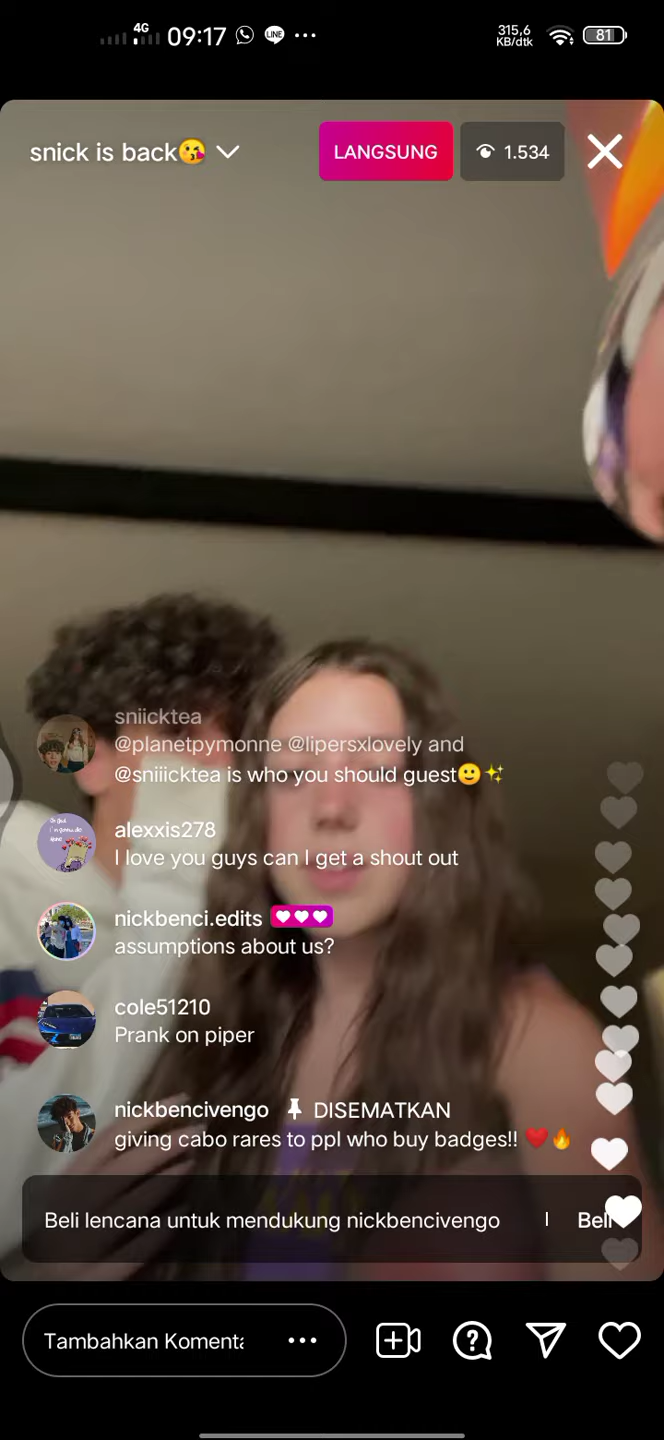 4G
09:17
LINE
315,6
KB/dtk
81
snick is back😘
LANGSUNG
1.534
sniicktea
@planetpymonne @lipersxlovely and
@sniiicktea is who you should guest🙂✨
alexxis278
I love you guys can I get a shout out
nickbenci.edits
assumptions about us?
cole51210
Prank on piper
nickbencivengo DISEMATKAN
giving cabo rares to ppl who buy badges!! ❤️🔥
Beli lencana untuk mendukung nickbencivengo | Beli
Tambahkan Komenta